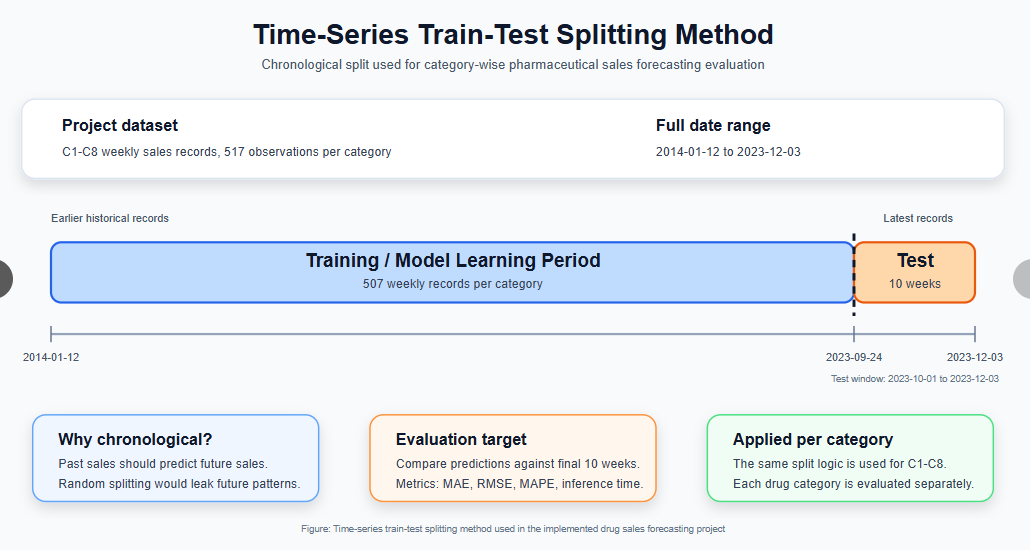 Time-Series Train-Test Splitting Method
Chronological split used for category-wise pharmaceutical sales forecasting evaluation
Project dataset
C1-C8 weekly sales records, 517 observations per category
Full date range
2014-01-12 to 2023-12-03
Earlier historical records
Latest records
Training / Model Learning Period
507 weekly records per category
Test
10 weeks
2014-01-12
2023-09-24
2023-12-03
Test window: 2023-10-01 to 2023-12-03
Why chronological?
Past sales should predict future sales.
Random splitting would leak future patterns.
Evaluation target
Compare predictions against final 10 weeks.
Metrics: MAE, RMSE, MAPE, inference time.
Applied per category
The same split logic is used for C1-C8.
Each drug category is evaluated separately.
Figure: Time-series train-test splitting method used in the implemented drug sales forecasting project